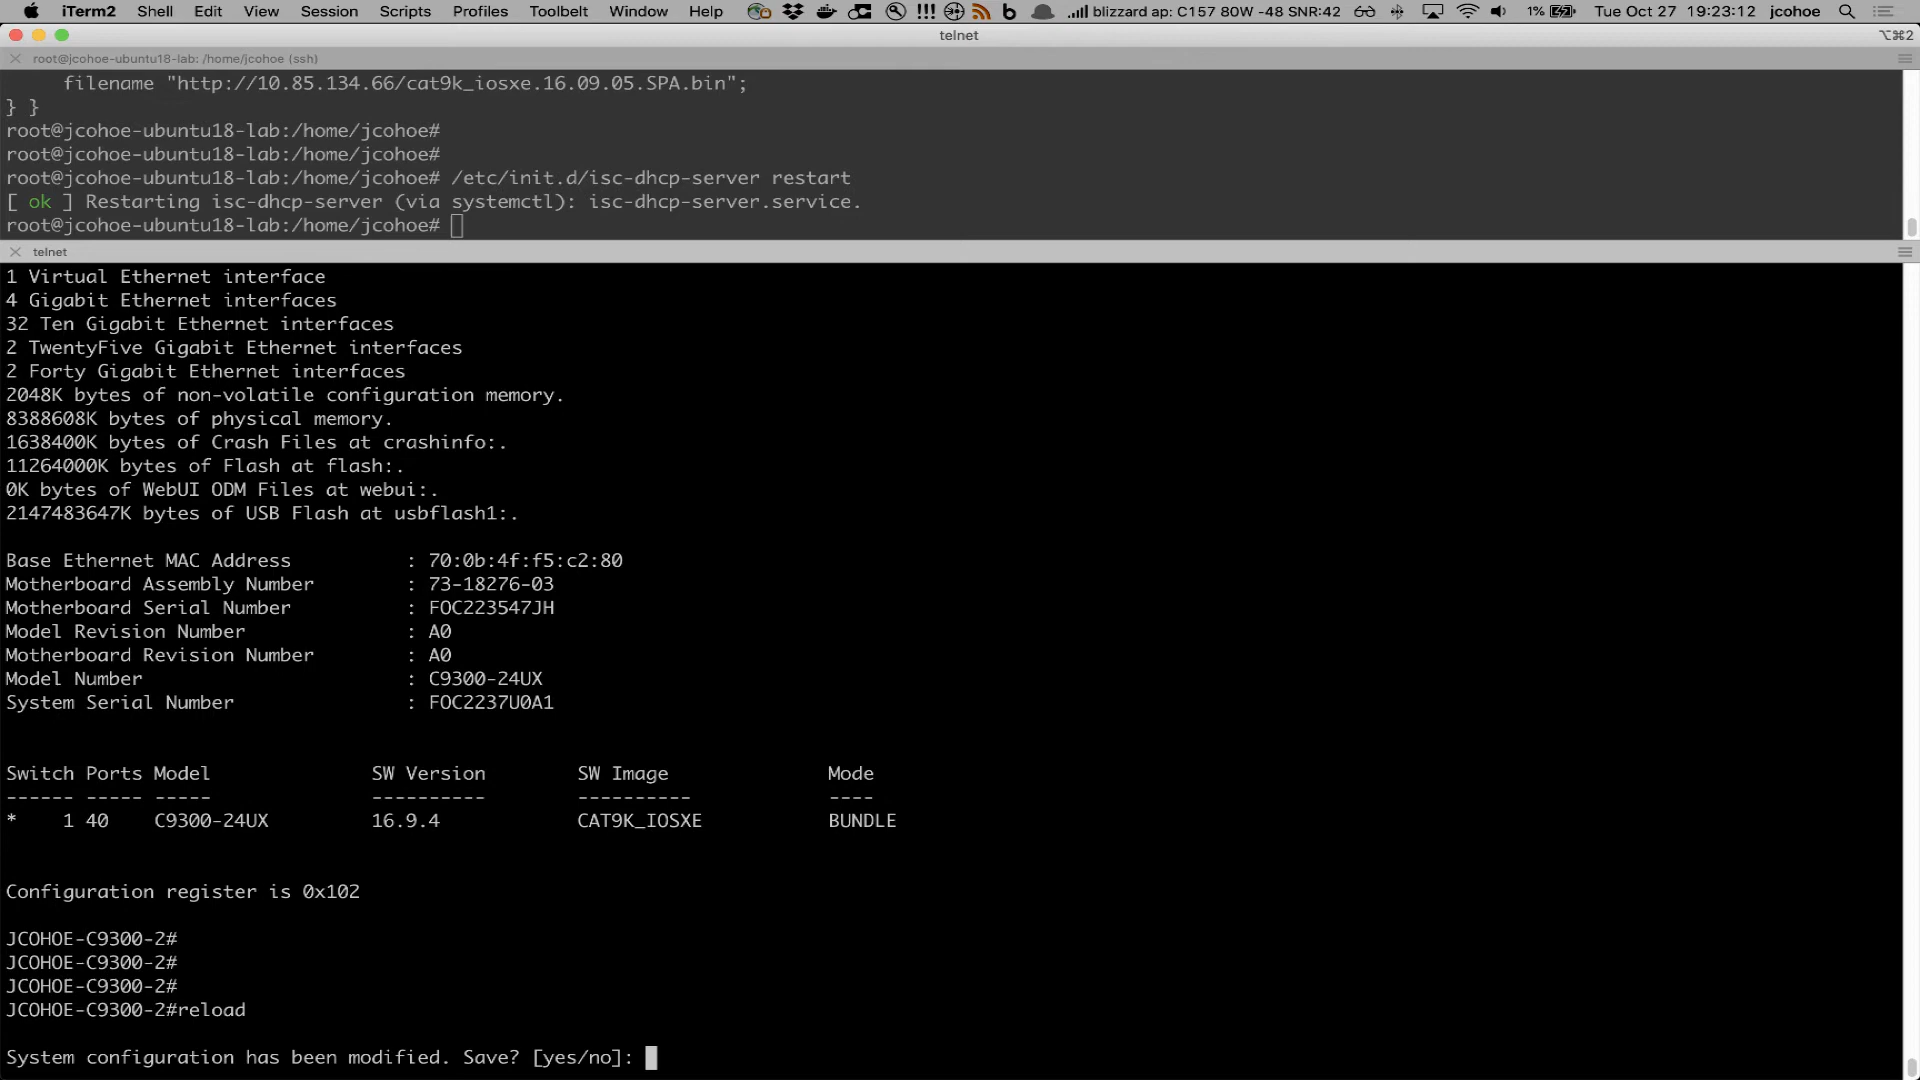 iTerm2 Shell Edit View Session Scripts Profiles Toolbelt Window Help !!! b blizzard ap: C157 80W -48 SNR:42 1% Tue Oct 27 19:23:12 jcohoe
telnet ⌥⌘2
root@jcohoe-ubuntu18-lab: /home/jcohoe (ssh)
filename "http://10.85.134.66/cat9k_iosxe.16.09.05.SPA.bin";
} }
root@jcohoe-ubuntu18-lab:/home/jcohoe#
root@jcohoe-ubuntu18-lab:/home/jcohoe#
root@jcohoe-ubuntu18-lab:/home/jcohoe# /etc/init.d/isc-dhcp-server restart
[ ok ] Restarting isc-dhcp-server (via systemctl): isc-dhcp-server.service.
root@jcohoe-ubuntu18-lab:/home/jcohoe#
telnet
1 Virtual Ethernet interface
4 Gigabit Ethernet interfaces
32 Ten Gigabit Ethernet interfaces
2 TwentyFive Gigabit Ethernet interfaces
2 Forty Gigabit Ethernet interfaces
2048K bytes of non-volatile configuration memory.
8388608K bytes of physical memory.
1638400K bytes of Crash Files at crashinfo:.
11264000K bytes of Flash at flash:.
0K bytes of WebUI ODM Files at webui:.
2147483647K bytes of USB Flash at usbflash1:.
Base Ethernet MAC Address : 70:0b:4f:f5:c2:80
Motherboard Assembly Number : 73-18276-03
Motherboard Serial Number : FOC223547JH
Model Revision Number : A0
Motherboard Revision Number : A0
Model Number : C9300-24UX
System Serial Number : FOC2237U0A1
Switch Ports Model SW Version SW Image Mode
------ ----- ----- ---------- ---------- ----
* 1 40 C9300-24UX 16.9.4 CAT9K_IOSXE BUNDLE
Configuration register is 0x102
JCOHOE-C9300-2#
JCOHOE-C9300-2#
JCOHOE-C9300-2#
JCOHOE-C9300-2#reload
System configuration has been modified. Save? [yes/no]: